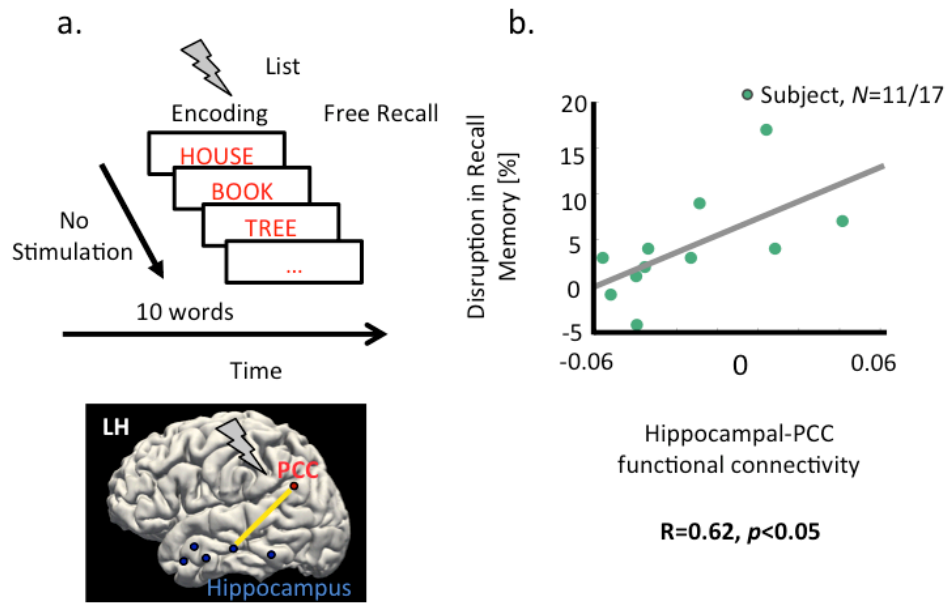 a.
List
Encoding
Free Recall
HOUSE
BOOK
TREE
...
No
Stimulation
10 words
Time
LH
PCC
Hippocampus
b.
Subject, N=11/17
Disruption in Recall
Memory [%]
20
15
10
5
0
-5
-0.06
0
0.06
Hippocampal-PCC
functional connectivity
R=0.62, p<0.05